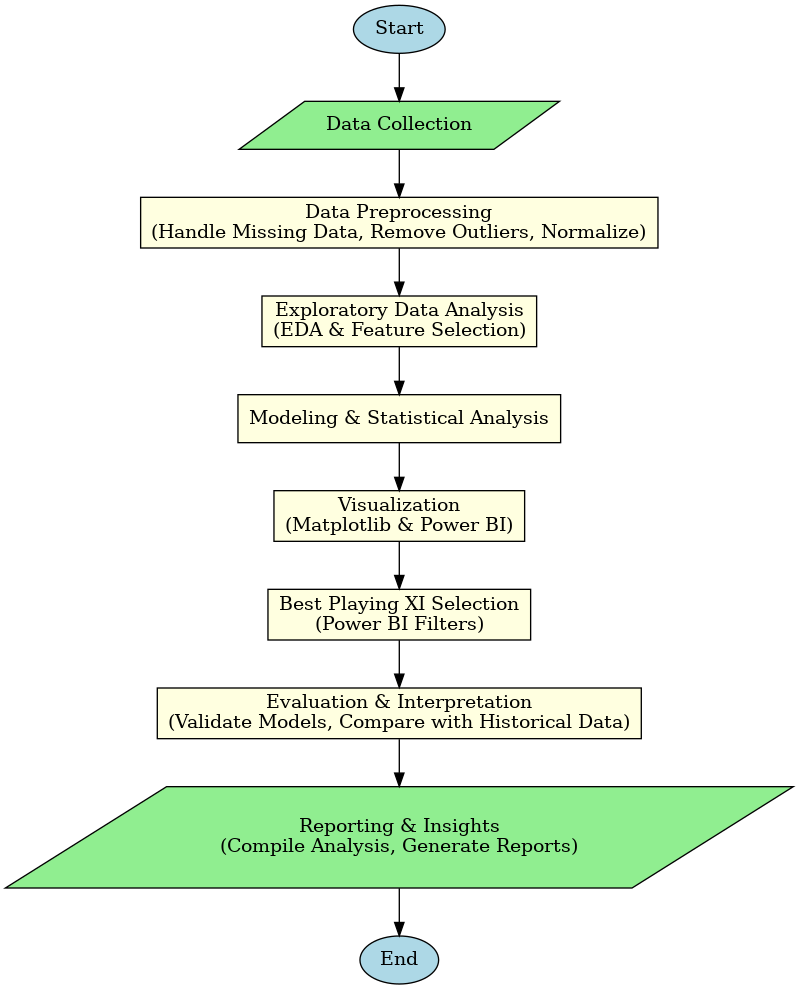 Start
Data Collection
Data Preprocessing
(Handle Missing Data, Remove Outliers, Normalize)
Exploratory Data Analysis
(EDA & Feature Selection)
Modeling & Statistical Analysis
Visualization
(Matplotlib & Power BI)
Best Playing XI Selection
(Power BI Filters)
Evaluation & Interpretation
(Validate Models, Compare with Historical Data)
Reporting & Insights
(Compile Analysis, Generate Reports)
End